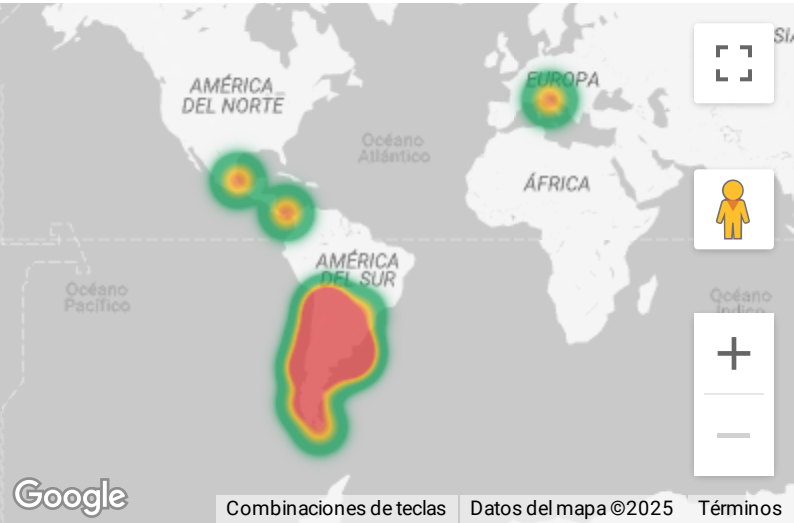 AMÉRICA
DEL NORTE
EUROPA
Océano
Atlántico
ÁFRICA
AMÉRICA
DEL SUR
Océano
Pacífico
Océano
Índico
Google
Combinaciones de teclas
Datos del mapa ©2025
Términos